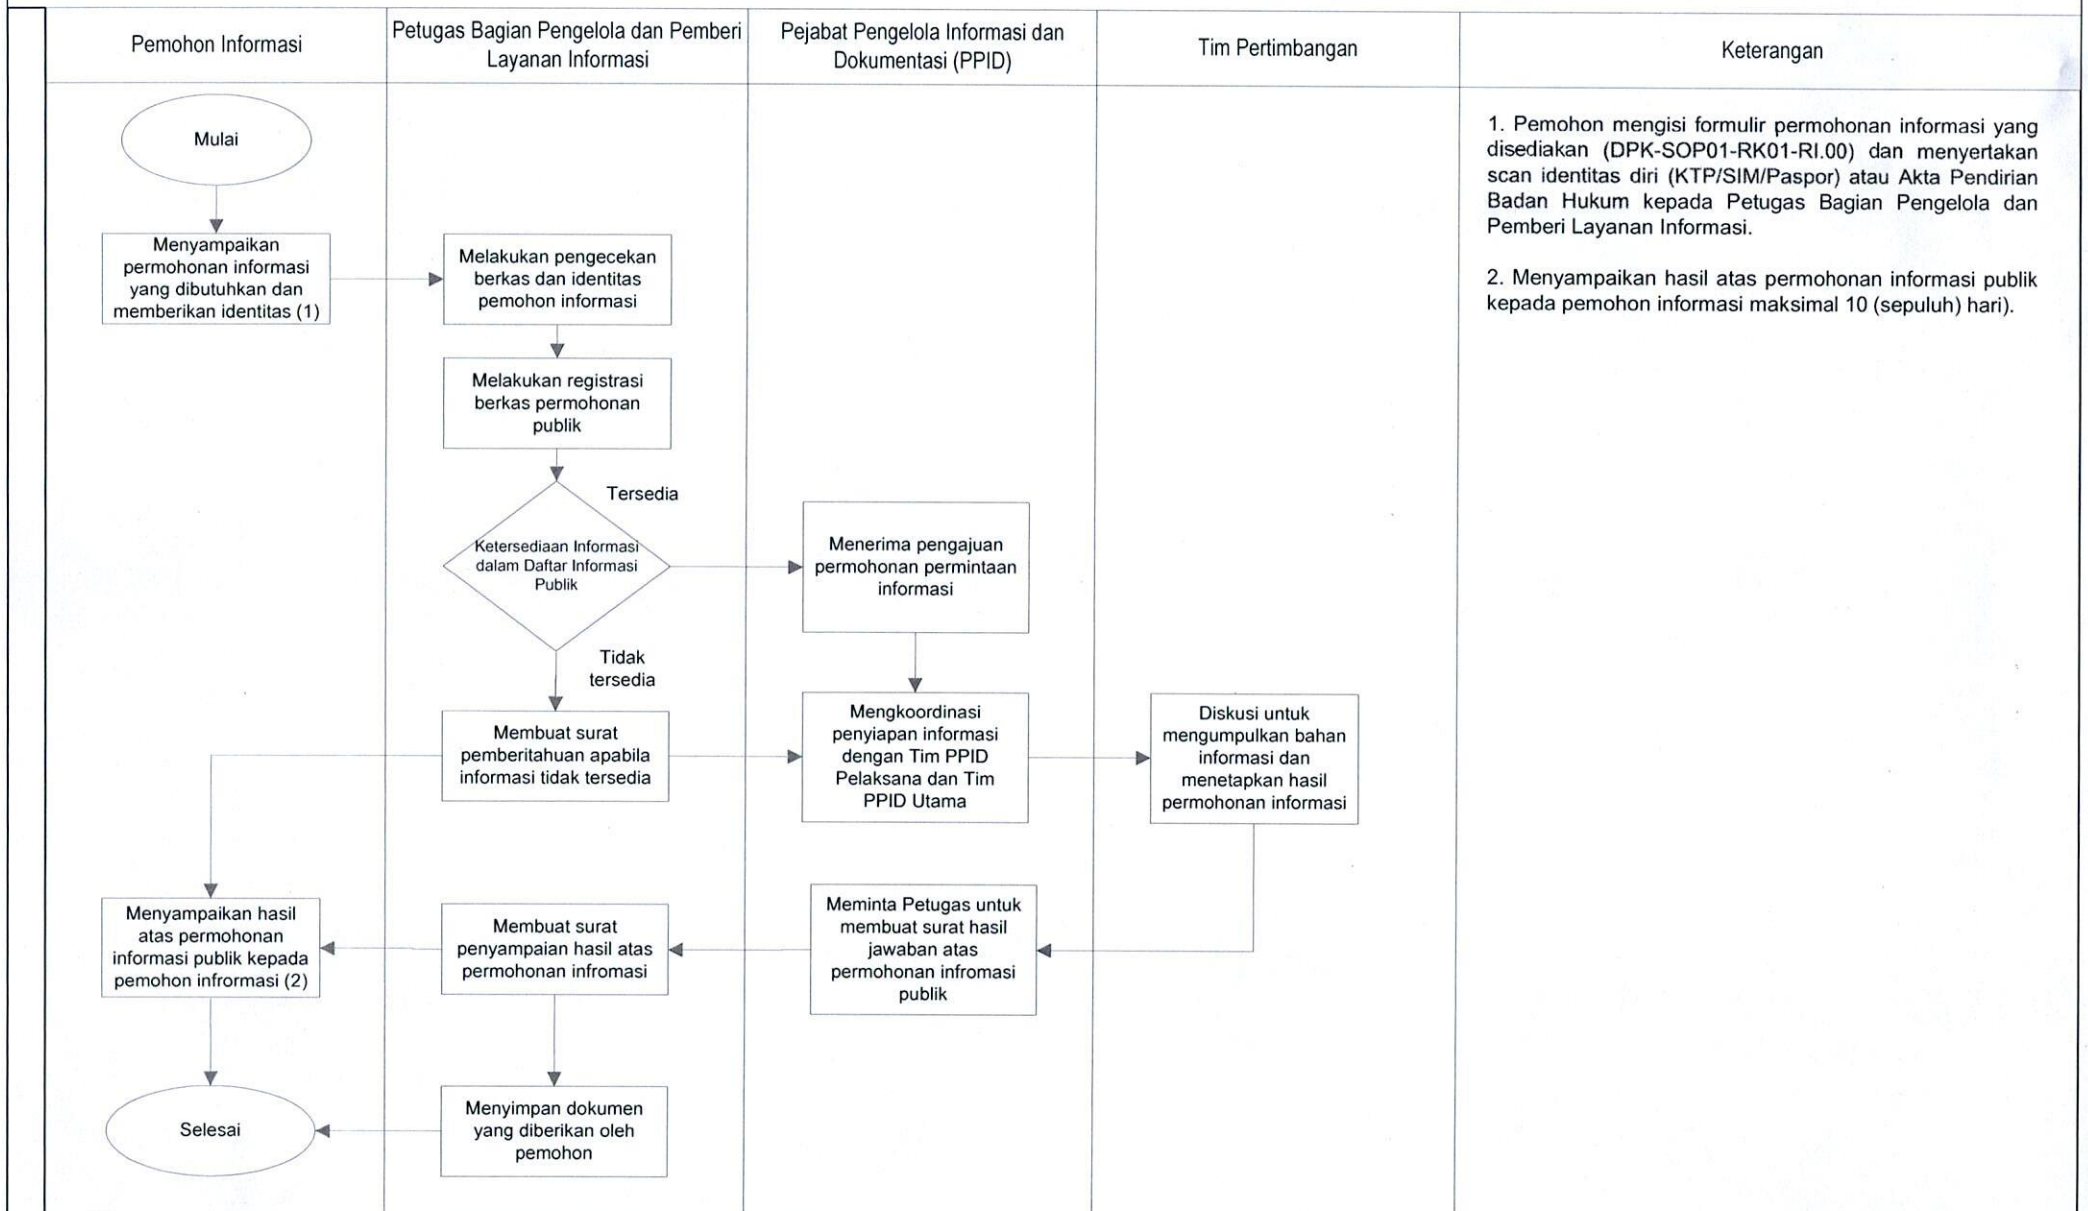 Pemohon Informasi
Petugas Bagian Pengelola dan Pemberi
Layanan Informasi
Pejabat Pengelola Informasi dan
Dokumentasi (PPID)
Tim Pertimbangan
Keterangan
Mulai
Menyampaikan
permohonan informasi
yang dibutuhkan dan
memberikan identitas (1)
Melakukan pengecekan
berkas dan identitas
pemohon informasi
Melakukan registrasi
berkas permohonan
publik
Tersedia
Ketersediaan Informasi
dalam Daftar Informasi
Publik
Menerima pengajuan
permohonan permintaan
informasi
Tidak
tersedia
Membuat surat
pemberitahuan apabila
informasi tidak tersedia
Mengkoordinasi
penyiapan informasi
dengan Tim PPID
Pelaksana dan Tim
PPID Utama
Diskusi untuk
mengumpulkan bahan
informasi dan
menetapkan hasil
permohonan informasi
Menyampaikan hasil
atas permohonan
informasi publik kepada
pemohon infrormasi (2)
Membuat surat
penyampaian hasil atas
permohonan infromasi
Meminta Petugas untuk
membuat surat hasil
jawaban atas
permohonan infromasi
publik
Selesai
Menyimpan dokumen
yang diberikan oleh
pemohon
1. Pemohon mengisi formulir permohonan informasi yang
disediakan (DPK-SOP01-RK01-RI.00) dan menyertakan
scan identitas diri (KTP/SIM/Paspor) atau Akta Pendirian
Badan Hukum kepada Petugas Bagian Pengelola dan
Pemberi Layanan Informasi.
2. Menyampaikan hasil atas permohonan informasi publik
kepada pemohon informasi maksimal 10 (sepuluh) hari).